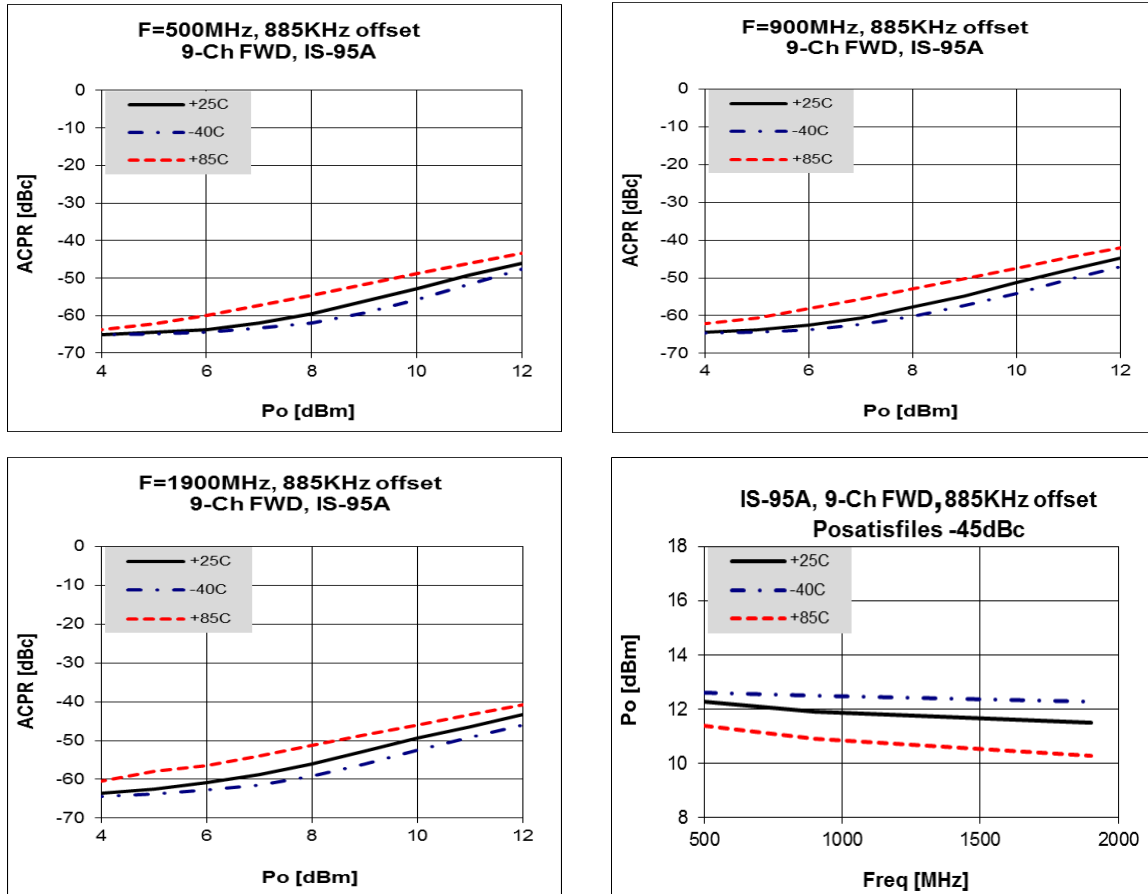 F=500MHz, 885KHz offset
9-Ch FWD, IS-95A
ACPR [dBc]
0
-10
-20
-30
-40
-50
-60
-70
+25C
-40C
+85C
4
6
8
10
12
Po [dBm]
F=900MHz, 885KHz offset
9-Ch FWD, IS-95A
ACPR [dBc]
0
-10
-20
-30
-40
-50
-60
-70
+25C
-40C
+85C
4
6
8
10
12
Po [dBm]
F=1900MHz, 885KHz offset
9-Ch FWD, IS-95A
ACPR [dBc]
0
-10
-20
-30
-40
-50
-60
-70
+25C
-40C
+85C
4
6
8
10
12
Po [dBm]
IS-95A, 9-Ch FWD, 885KHz offset
Posatisfiles -45dBc
Po [dBm]
18
16
14
12
10
8
+25C
-40C
+85C
500
1000
1500
2000
Freq [MHz]